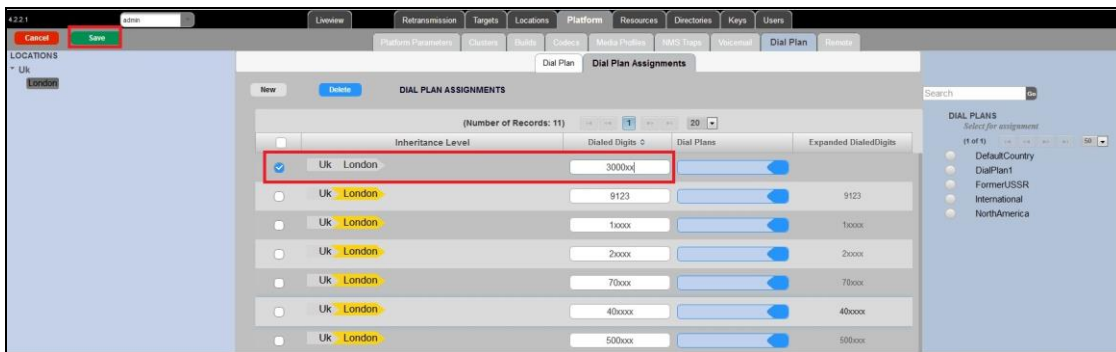 4.2.2.1 admin Liveview Retransmission Targets Locations Platform Resources Directories Keys Users
Cancel Save Platform Parameters Clusters Builds Codecs Media Profiles NMS Traps Voicemail Dial Plan Remote
LOCATIONS
Uk
London
Dial Plan Dial Plan Assignments
New Delete DIAL PLAN ASSIGNMENTS
(Number of Records: 11) 1 20
Inheritance Level Dialed Digits Dial Plans Expanded DialedDigits
Uk London 3000xx
Uk London 9123 9123
Uk London 1xxxx 1xxxx
Uk London 2xxxx 2xxxx
Uk London 70xxx 70xxx
Uk London 40xxxx 40xxxx
Uk London 500xxx 500xxx
Search Go
DIAL PLANS
Select for assignment
(1 of 1) 50
DefaultCountry
DialPlan1
FormerUSSR
International
NorthAmerica